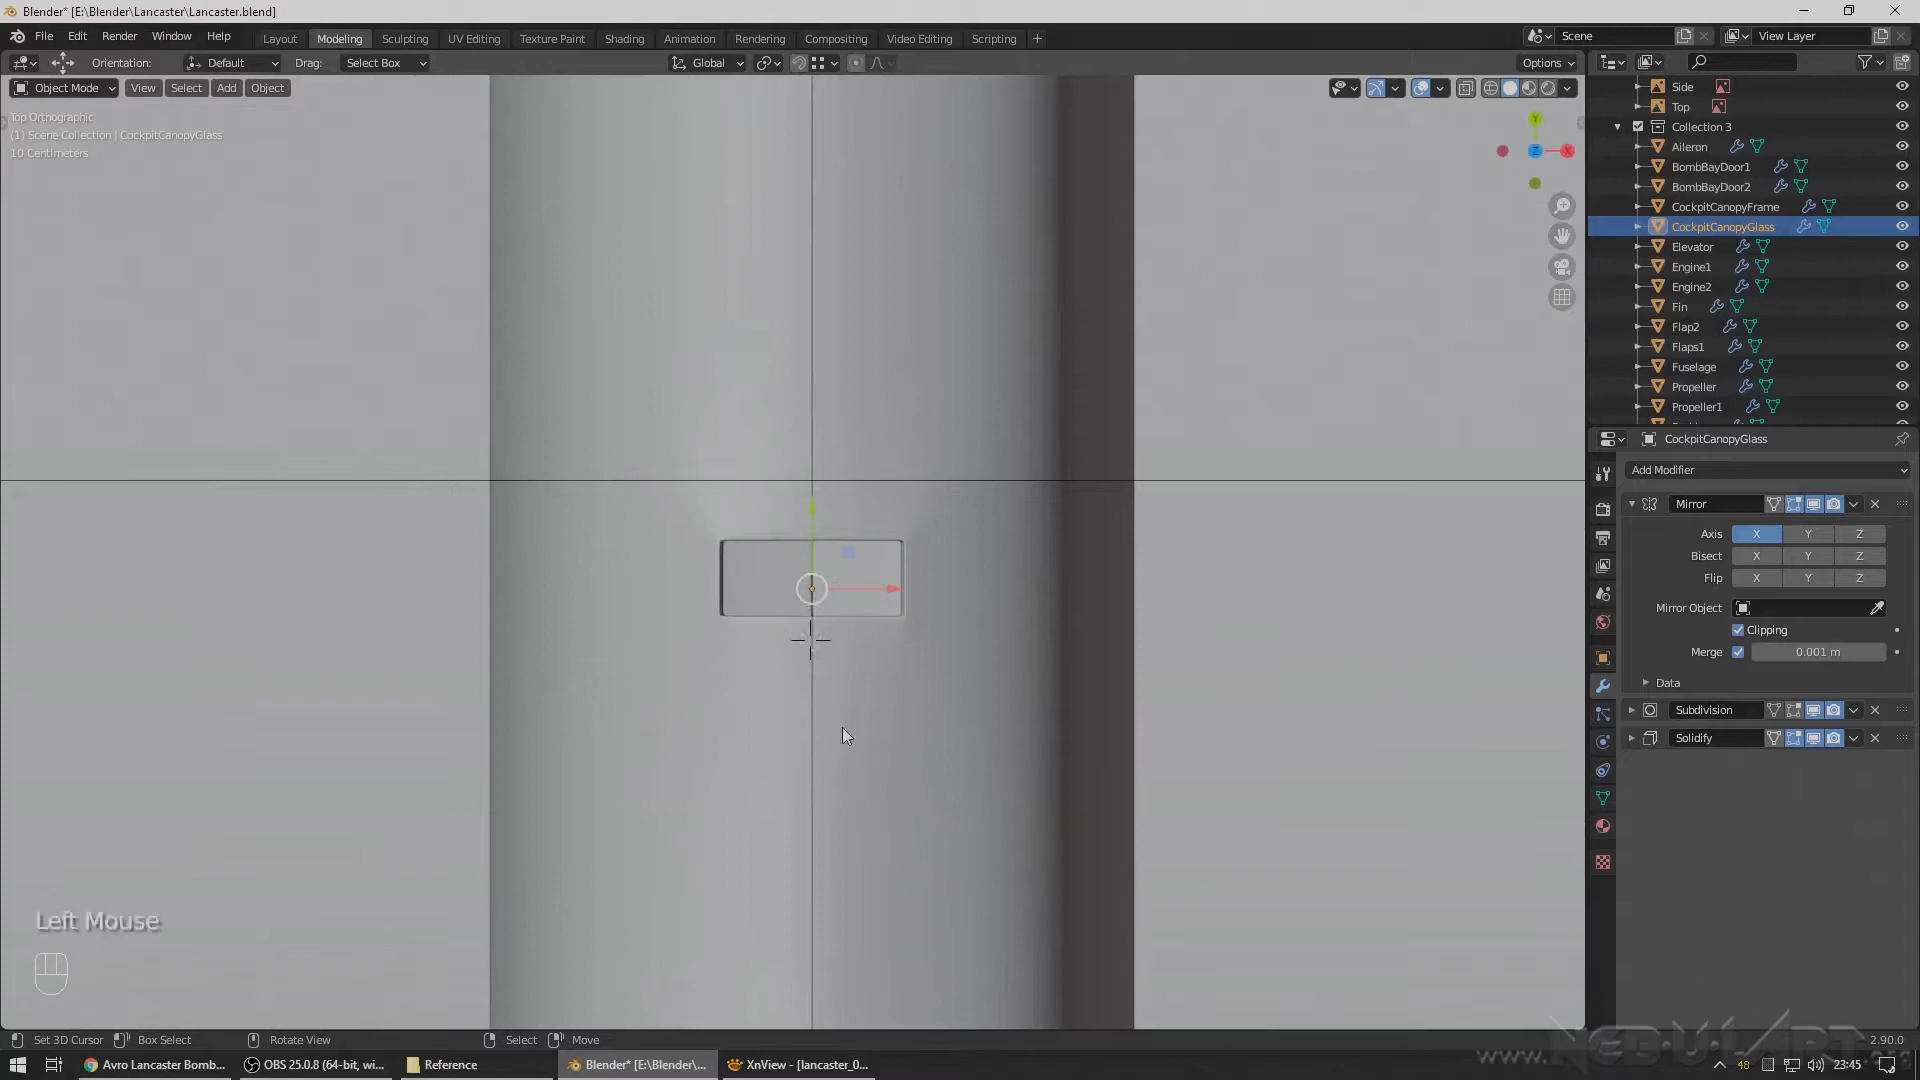 Blender* [E:\Blender\Lancaster\Lancaster.blend]
File Edit Render Window Help
Layout Modeling Sculpting UV Editing Texture Paint Shading Animation Rendering Compositing Video Editing Scripting +
Scene View Layer
Orientation: Default Drag: Select Box Global Options
Object Mode View Select Add Object
Top Orthographic
(1) Scene Collection | CockpitCanopyGlass
10 Centimeters
Y
Z
X
Side
Top
Collection 3
Aileron
BombBayDoor1
BombBayDoor2
CockpitCanopyFrame
CockpitCanopyGlass
Elevator
Engine1
Engine2
Fin
Flap2
Flaps1
Fuselage
Propeller
Propeller1
CockpitCanopyGlass
Add Modifier
Mirror
Axis X Y Z
Bisect X Y Z
Flip X Y Z
Mirror Object
Clipping
Merge 0.001 m
Data
Subdivision
Solidify
Left Mouse
Set 3D Cursor Box Select Rotate View Select Move
2.90.0
Avro Lancaster Bomb... OBS 25.0.8 (64-bit, wi... Reference Blender* [E:\Blender\... XnView - [lancaster_0...
48 23:45